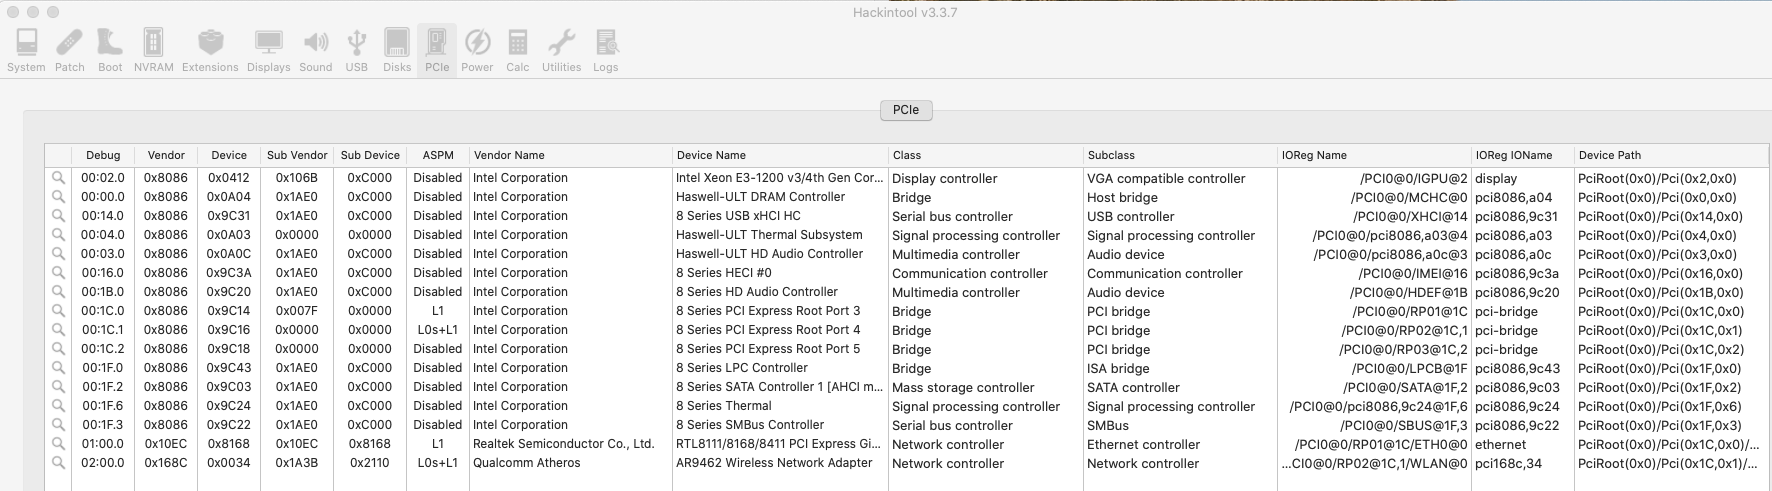 Hackintool v3.3.7
System Patch Boot NVRAM Extensions Displays Sound USB Disks PCIe Power Calc Utilities Logs
PCIe
Debug Vendor Device Sub Vendor Sub Device ASPM Vendor Name Device Name Class Subclass IOReg Name IOReg IOName Device Path
00:02.0 0x8086 0x0412 0x106B 0xC000 Disabled Intel Corporation Intel Xeon E3-1200 v3/4th Gen Cor... Display controller VGA compatible controller /PCI0@0/IGPU@2 display PciRoot(0x0)/Pci(0x2,0x0)
00:00.0 0x8086 0x0A04 0x1AE0 0xC000 Disabled Intel Corporation Haswell-ULT DRAM Controller Bridge Host bridge /PCI0@0/MCHC@0 pci8086,a04 PciRoot(0x0)/Pci(0x0,0x0)
00:14.0 0x8086 0x9C31 0x1AE0 0xC000 Disabled Intel Corporation 8 Series USB xHCI HC Serial bus controller USB controller /PCI0@0/XHCI@14 pci8086,9c31 PciRoot(0x0)/Pci(0x14,0x0)
00:04.0 0x8086 0x0A03 0x0000 0x0000 Disabled Intel Corporation Haswell-ULT Thermal Subsystem Signal processing controller Signal processing controller /PCI0@0/pci8086,a03@4 pci8086,a03 PciRoot(0x0)/Pci(0x4,0x0)
00:03.0 0x8086 0x0A0C 0x1AE0 0xC000 Disabled Intel Corporation Haswell-ULT HD Audio Controller Multimedia controller Audio device /PCI0@0/pci8086,a0c@3 pci8086,a0c PciRoot(0x0)/Pci(0x3,0x0)
00:16.0 0x8086 0x9C3A 0x1AE0 0xC000 Disabled Intel Corporation 8 Series HECI #0 Communication controller Communication controller /PCI0@0/IMEI@16 pci8086,9c3a PciRoot(0x0)/Pci(0x16,0x0)
00:1B.0 0x8086 0x9C20 0x1AE0 0xC000 Disabled Intel Corporation 8 Series HD Audio Controller Multimedia controller Audio device /PCI0@0/HDEF@1B pci8086,9c20 PciRoot(0x0)/Pci(0x1B,0x0)
00:1C.0 0x8086 0x9C14 0x007F 0x0000 L1 Intel Corporation 8 Series PCI Express Root Port 3 Bridge PCI bridge /PCI0@0/RP01@1C pci-bridge PciRoot(0x0)/Pci(0x1C,0x0)
00:1C.1 0x8086 0x9C16 0x0000 0x0000 L0s+L1 Intel Corporation 8 Series PCI Express Root Port 4 Bridge PCI bridge /PCI0@0/RP02@1C,1 pci-bridge PciRoot(0x0)/Pci(0x1C,0x1)
00:1C.2 0x8086 0x9C18 0x0000 0x0000 Disabled Intel Corporation 8 Series PCI Express Root Port 5 Bridge PCI bridge /PCI0@0/RP03@1C,2 pci-bridge PciRoot(0x0)/Pci(0x1C,0x2)
00:1F.0 0x8086 0x9C43 0x1AE0 0xC000 Disabled Intel Corporation 8 Series LPC Controller Bridge ISA bridge /PCI0@0/LPCB@1F pci8086,9c43 PciRoot(0x0)/Pci(0x1F,0x0)
00:1F.2 0x8086 0x9C03 0x1AE0 0xC000 Disabled Intel Corporation 8 Series SATA Controller 1 [AHCI m... Mass storage controller SATA controller /PCI0@0/SATA@1F,2 pci8086,9c03 PciRoot(0x0)/Pci(0x1F,0x2)
00:1F.6 0x8086 0x9C24 0x1AE0 0xC000 Disabled Intel Corporation 8 Series Thermal Signal processing controller Signal processing controller /PCI0@0/pci8086,9c24@1F,6 pci8086,9c24 PciRoot(0x0)/Pci(0x1F,0x6)
00:1F.3 0x8086 0x9C22 0x1AE0 0xC000 Disabled Intel Corporation 8 Series SMBus Controller Serial bus controller SMBus /PCI0@0/SBUS@1F,3 pci8086,9c22 PciRoot(0x0)/Pci(0x1F,0x3)
01:00.0 0x10EC 0x8168 0x10EC 0x8168 L1 Realtek Semiconductor Co., Ltd. RTL8111/8168/8411 PCI Express Gi... Network controller Ethernet controller /PCI0@0/RP01@1C/ETH0@0 ethernet PciRoot(0x0)/Pci(0x1C,0x0)/...
02:00.0 0x168C 0x0034 0x1A3B 0x2110 L0s+L1 Qualcomm Atheros AR9462 Wireless Network Adapter Network controller Network controller ...CI0@0/RP02@1C,1/WLAN@0 pci168c,34 PciRoot(0x0)/Pci(0x1C,0x1)/...